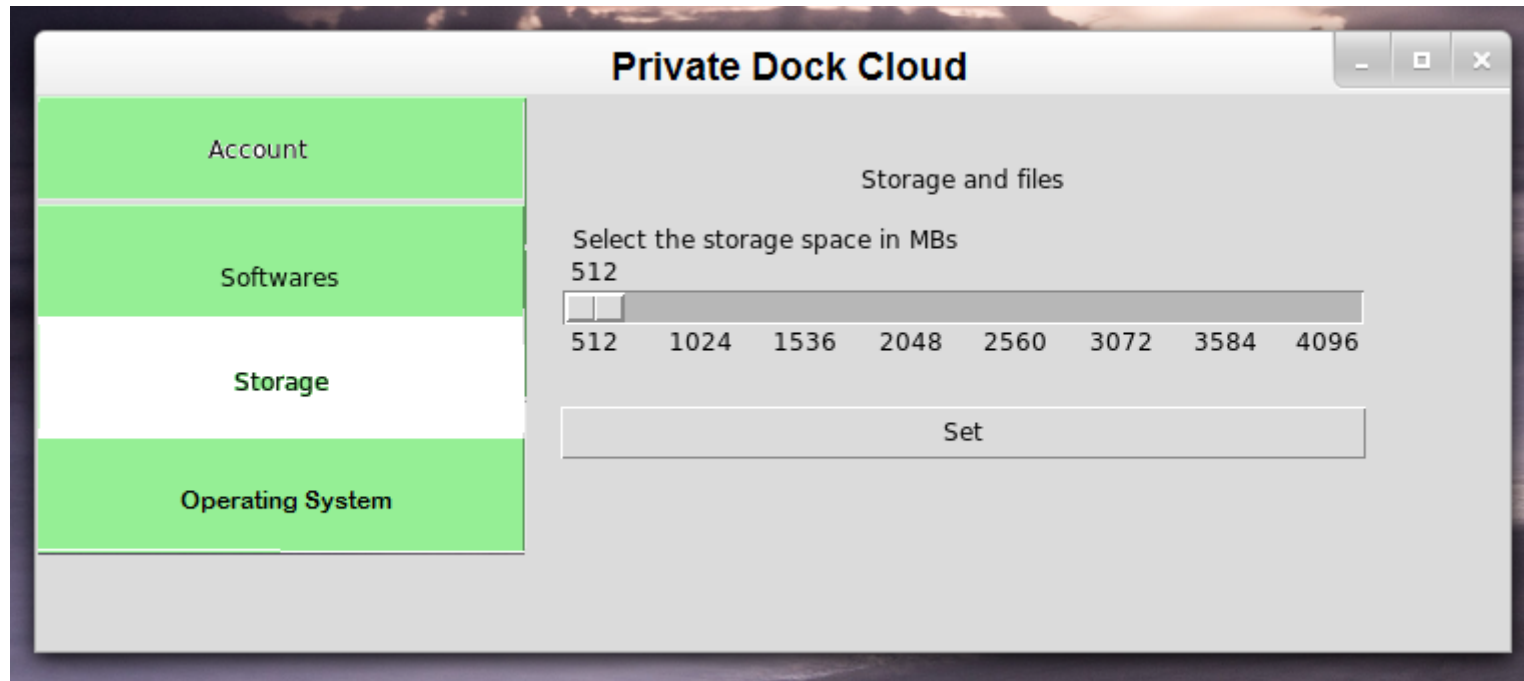 Private Dock Cloud
Account
Softwares
Storage
Operating System
Storage and files
Select the storage space in MBs
512
512 1024 1536 2048 2560 3072 3584 4096
Set